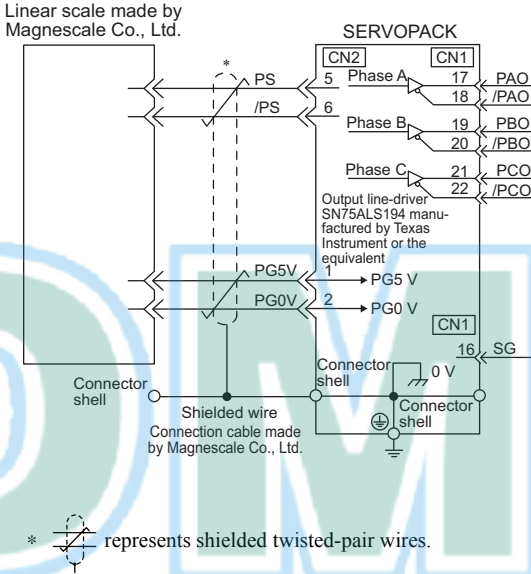 Linear scale made by
Magnescale Co., Ltd.
SERVOPACK
*
CN2
CN1
PS
5
Phase A
17
PAO
18
/PAO
/PS
6
Phase B
19
PBO
20
/PBO
Phase C
21
PCO
22
/PCO
Output line-driver
SN75ALS194 manu-
factured by Texas
Instrument or the
equivalent
PG5V
1
PG5 V
PG0V
2
PG0 V
CN1
16
SG
Connector
shell
0 V
Connector
shell
Connector
shell
Shielded wire
Connection cable made
by Magnescale Co., Ltd.
* represents shielded twisted-pair wires.
DM